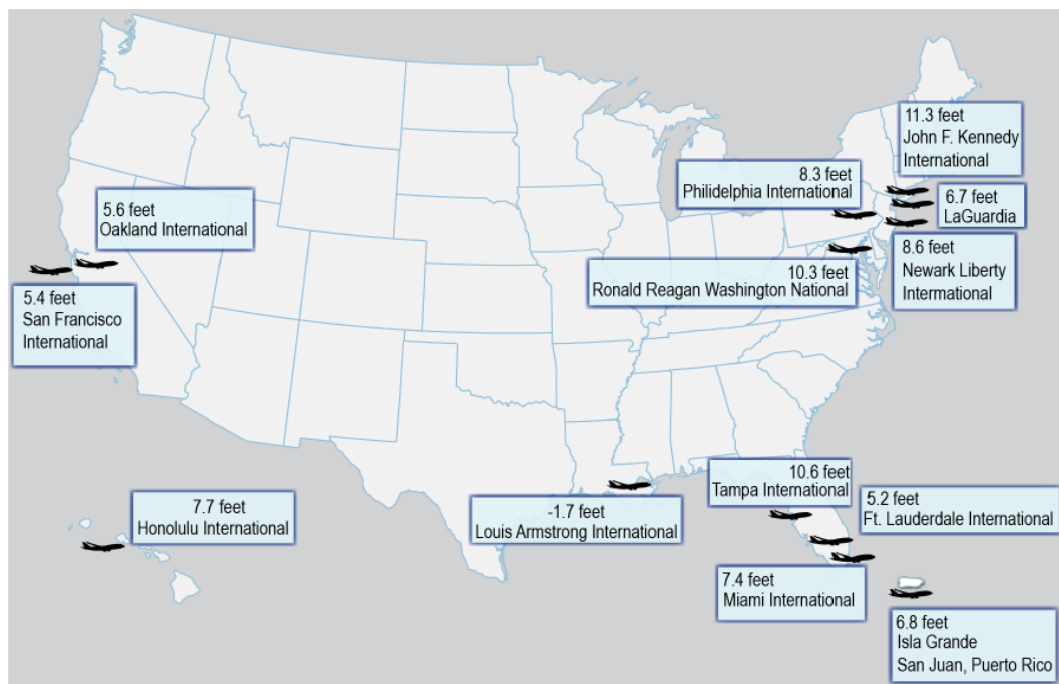 11.3 feet
John F. Kennedy
International
8.3 feet
Philidelphia International
6.7 feet
LaGuardia
5.6 feet
Oakland International
8.6 feet
Newark Liberty
International
10.3 feet
Ronald Reagan Washington National
5.4 feet
San Francisco
International
10.6 feet
Tampa International
7.7 feet
Honolulu International
-1.7 feet
Louis Armstrong International
5.2 feet
Ft. Lauderdale International
7.4 feet
Miami International
6.8 feet
Isla Grande
San Juan, Puerto Rico